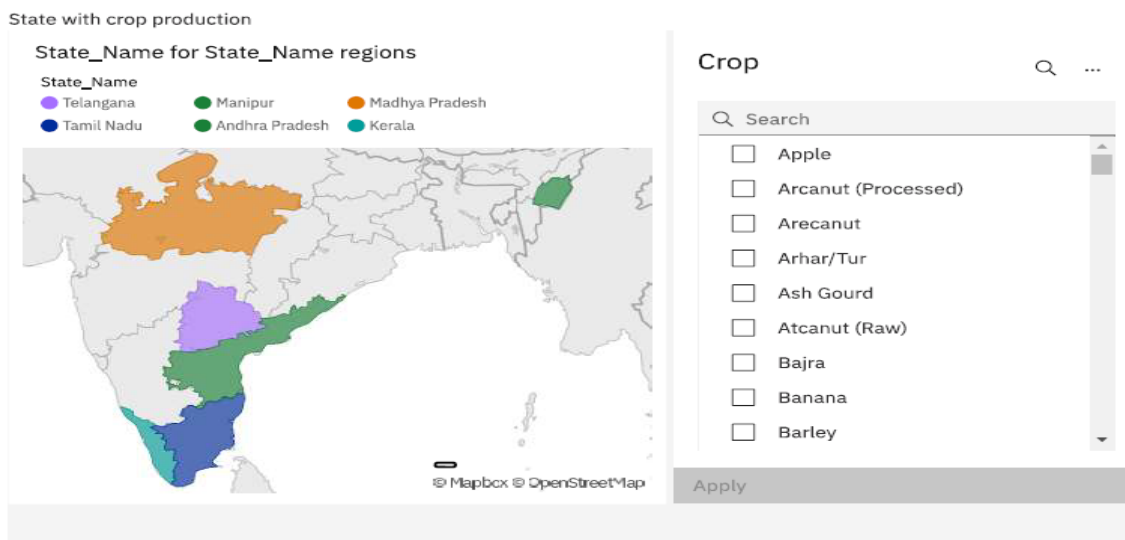 State with crop production
State_Name for State_Name regions
State_Name
Telangana Manipur Madhya Pradesh
Tamil Nadu Andhra Pradesh Kerala
© Mapbox © OpenStreetMap
Crop
...
Search
Apple
Arcanut (Processed)
Arecanut
Arhar/Tur
Ash Gourd
Atcanut (Raw)
Bajra
Banana
Barley
Apply